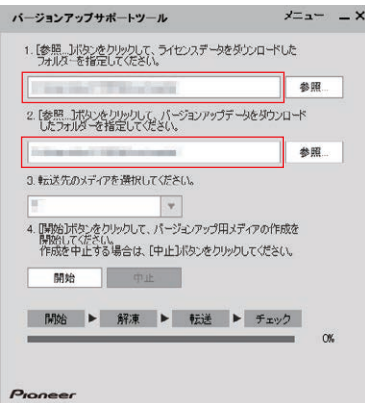 バージョンアップサポートツール
メニュー
1. [参照...]ボタンをクリックして、ライセンスデータをダウンロードした
フォルダーを指定してください。
参照...
2. [参照...]ボタンをクリックして、バージョンアップデータをダウンロード
したフォルダーを指定してください。
参照...
3. 転送先のメディアを選択してください。
4. [開始]ボタンをクリックして、バージョンアップ用メディアの作成を
開始してください。
作成を中止する場合は、[中止]ボタンをクリックしてください。
開始 中止
開始 ▶ 解凍 ▶ 転送 ▶ チェック
0%
Pioneer